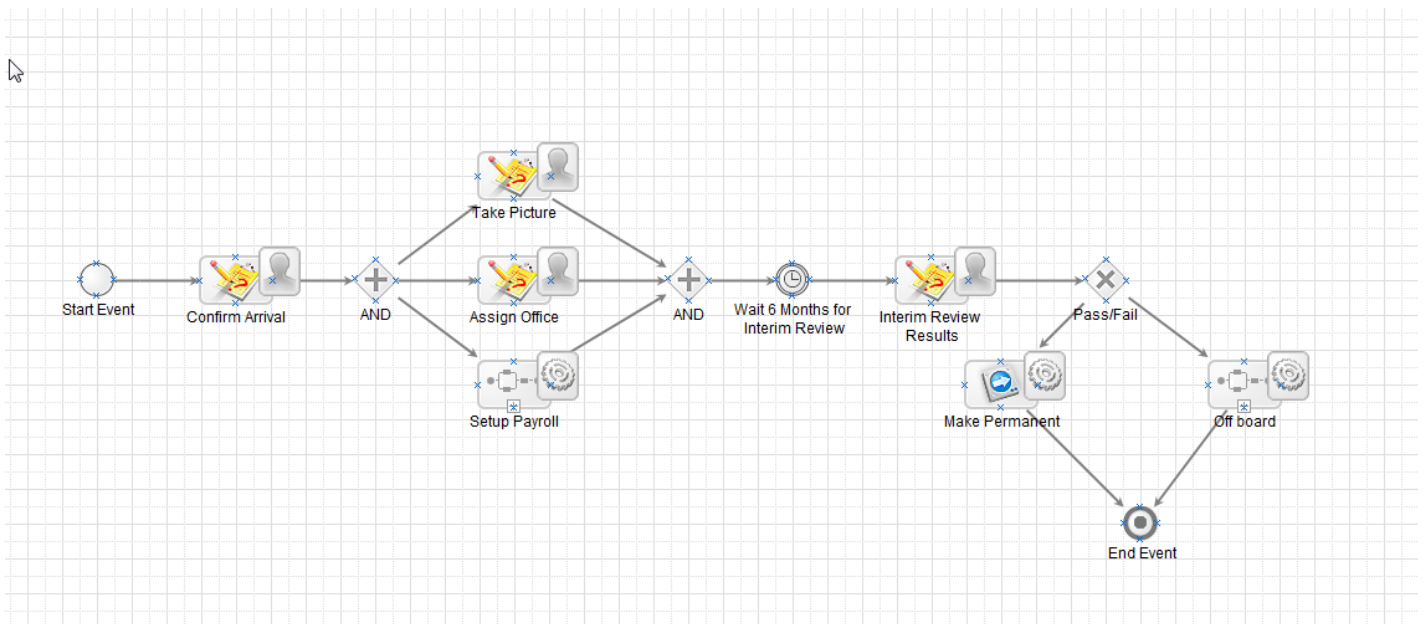 Take Picture
Start Event
Confirm Arrival
AND
Assign Office
AND
Wait 6 Months for
Interim Review
Interim Review
Results
Pass/Fail
Setup Payroll
Make Permanent
Off board
End Event